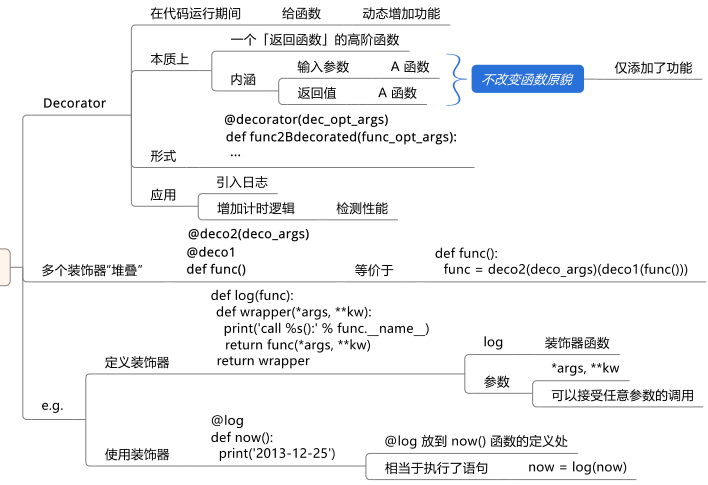 Decorator
在代码运行期间 给函数 动态增加功能
本质上
一个「返回函数」的高阶函数
内涵
输入参数 A 函数
返回值 A 函数
不改变函数原貌 仅添加了功能
形式
@decorator(dec_opt_args)
def func2Bdecorated(func_opt_args):
...
应用
引入日志
增加计时逻辑 检测性能
多个装饰器“堆叠”
@deco2(deco_args)
@deco1
def func()
等价于
def func():
func = deco2(deco_args)(deco1(func()))
e.g.
定义装饰器
def log(func):
def wrapper(*args, **kw):
print('call %s():' % func.__name__)
return func(*args, **kw)
return wrapper
log 装饰器函数
参数
*args, **kw
可以接受任意参数的调用
使用装饰器
@log
def now():
print('2013-12-25')
@log 放到 now() 函数的定义处
相当于执行了语句 now = log(now)